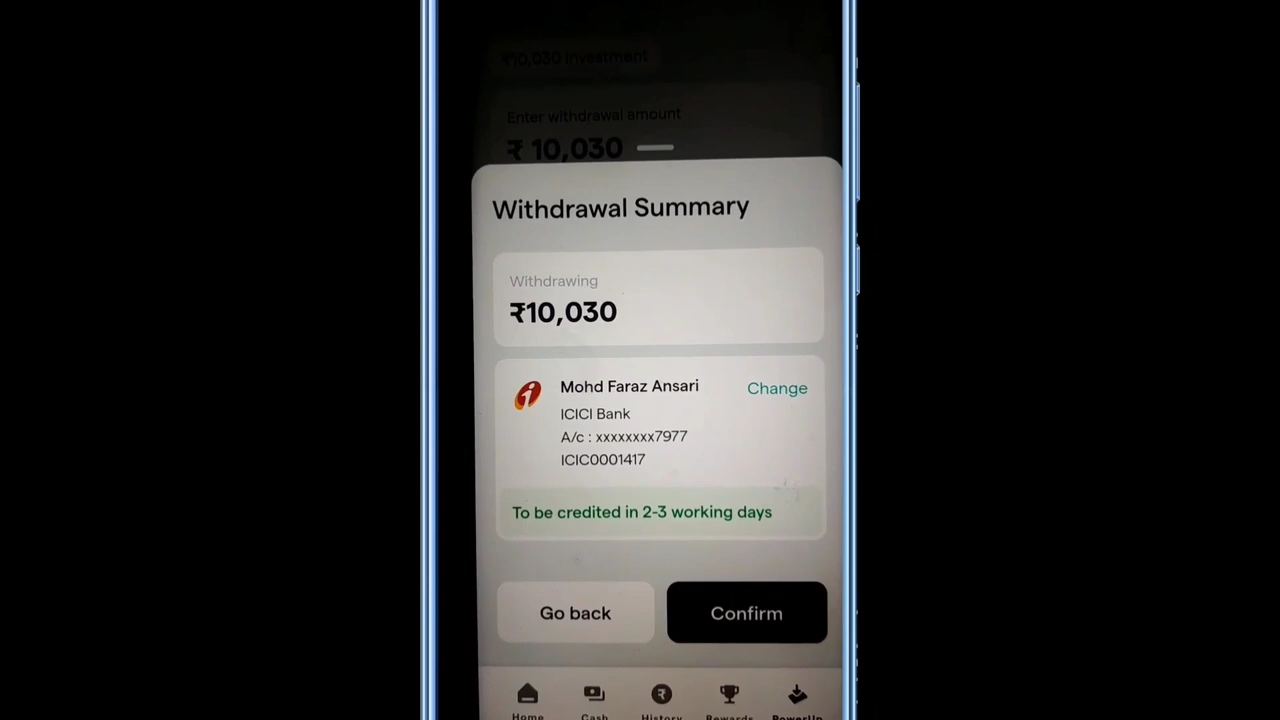 ₹10,030 Investment
Enter withdrawal amount
₹ 10,030
Withdrawal Summary
Withdrawing
₹10,030
Mohd Faraz Ansari
Change
ICICI Bank
A/c : xxxxxxxx7977
ICIC0001417
To be credited in 2-3 working days
Go back
Confirm
Home
Cash
History
Rewards
PowerUp